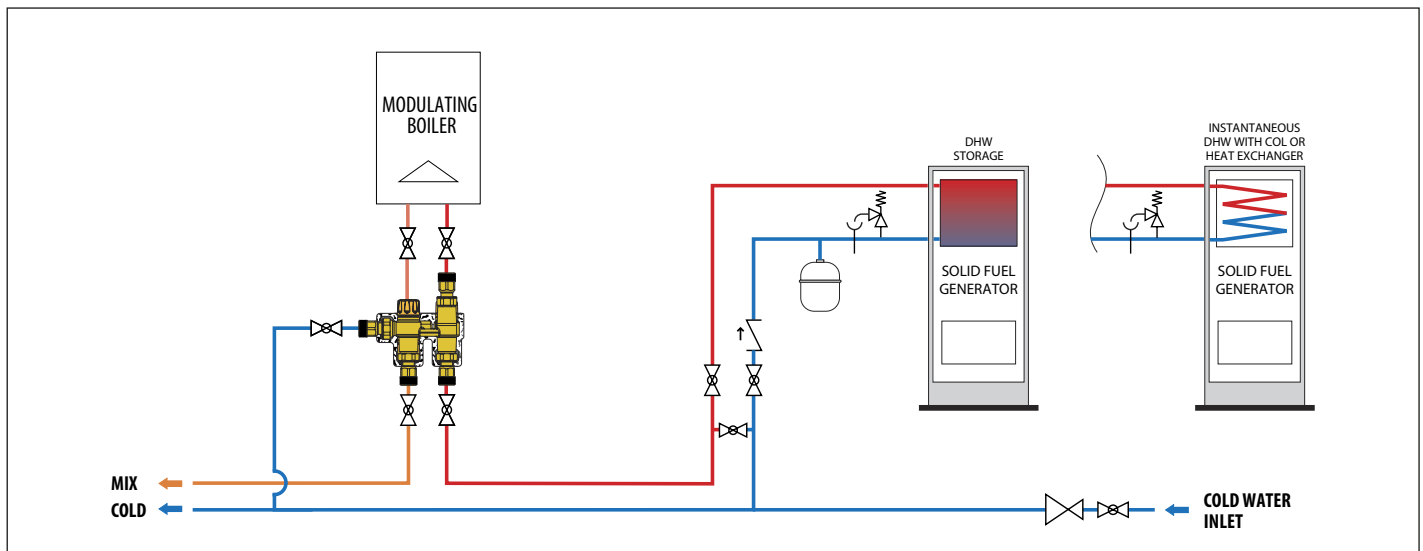 MODULATING
BOILER
DHW
STORAGE
SOLID FUEL
GENERATOR
INSTANTANEOUS
DHW WITH COL OR
HEAT EXCHANGER
SOLID FUEL
GENERATOR
MIX
COLD
COLD WATER
INLET